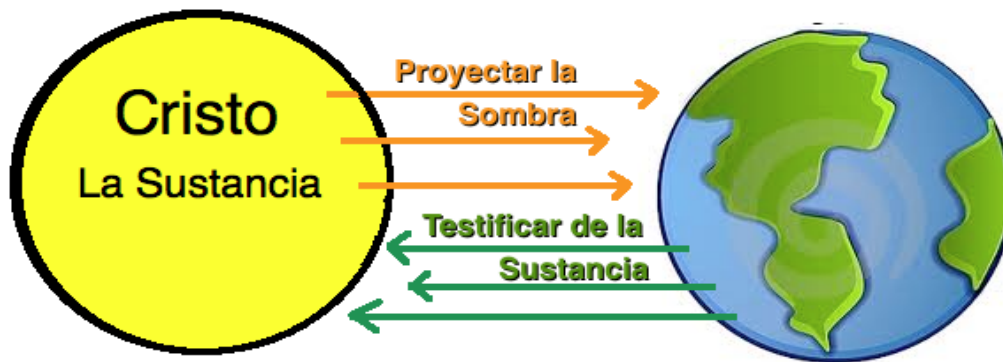 Cristo
La Sustancia
Proyectar la
Sombra
Testificar de la
Sustancia